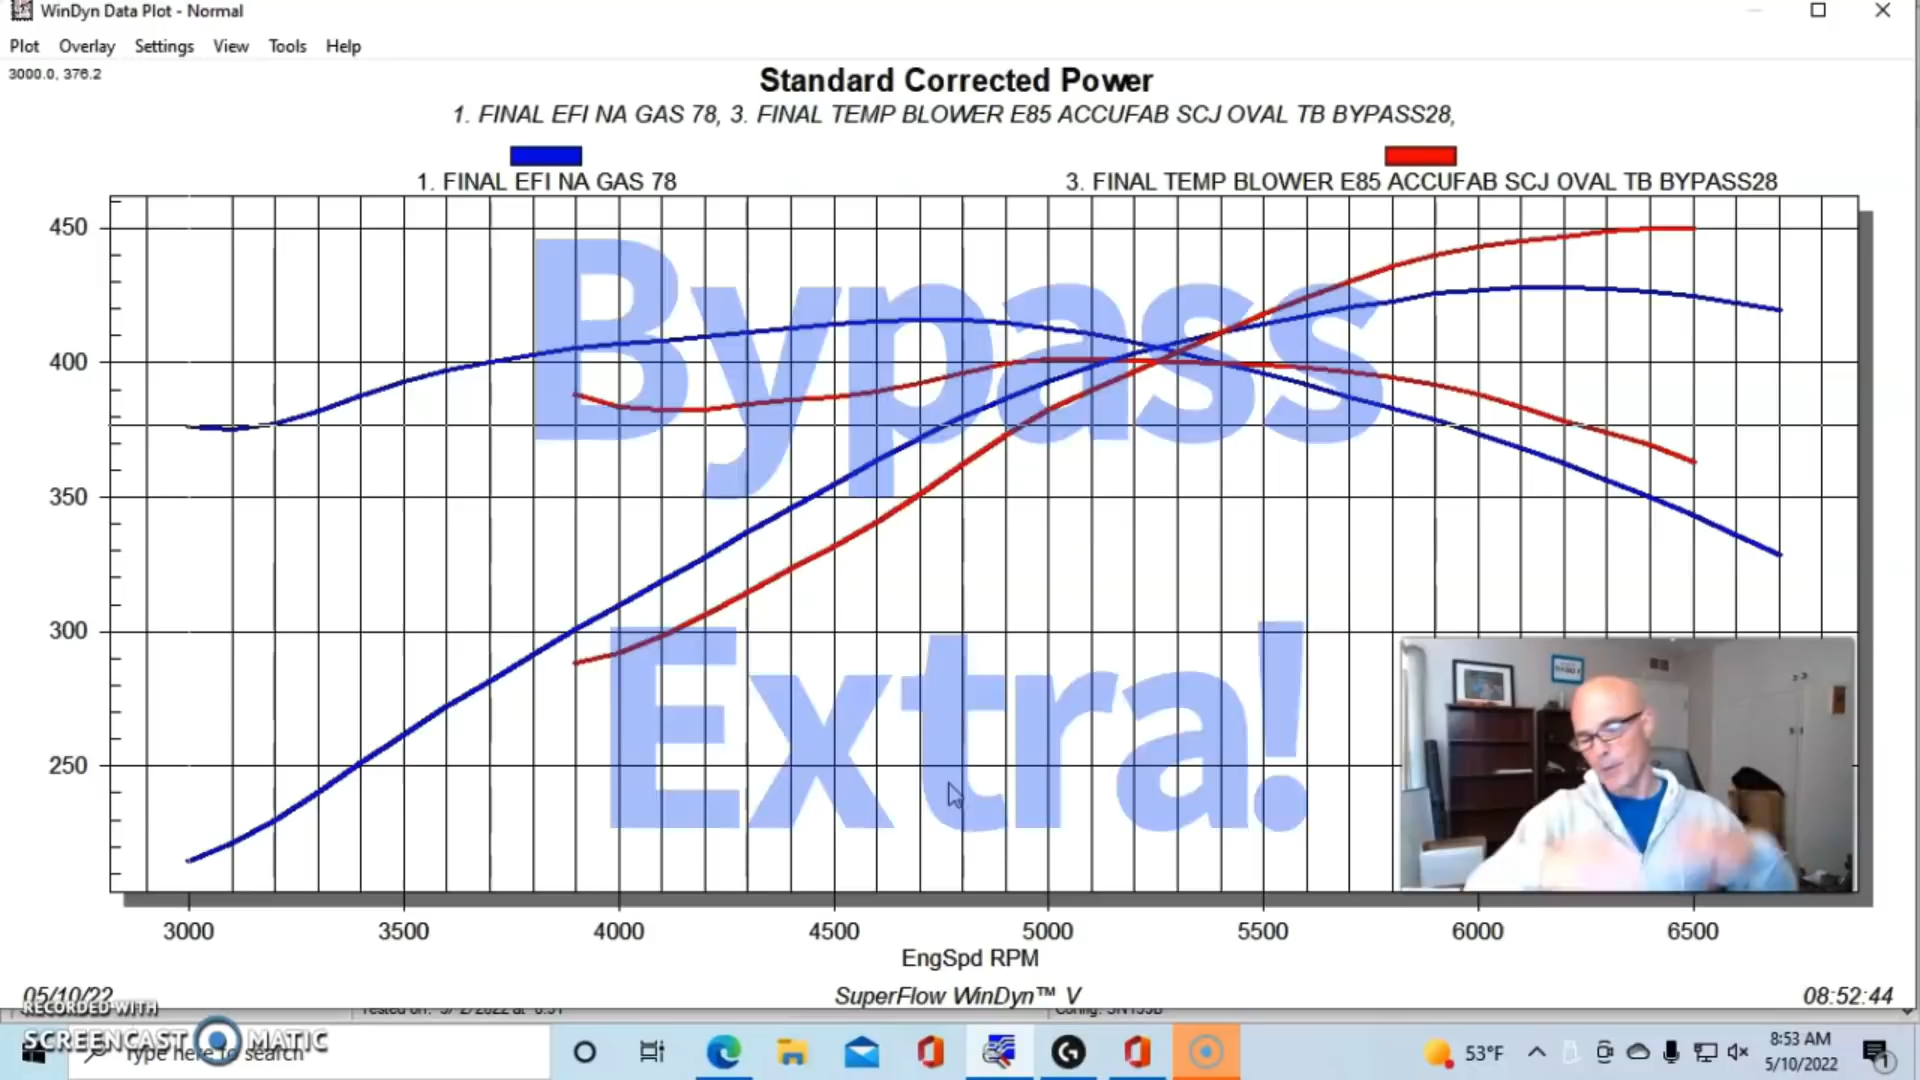 WinDyn Data Plot - Normal
Plot Overlay Settings View Tools Help
3000.0, 376.2
Standard Corrected Power
1. FINAL EFI NA GAS 78, 3. FINAL TEMP BLOWER E85 ACCUFAB SCJ OVAL TB BYPASS28,
1. FINAL EFI NA GAS 78
3. FINAL TEMP BLOWER E85 ACCUFAB SCJ OVAL TB BYPASS28
450
400
350
300
250
Bypass
Extra!
3000 3500 4000 4500 5000 5500 6000 6500
EngSpd RPM
05/10/22 SuperFlow WinDyn™ V 08:52:44
RECORDED WITH
SCREENCAST MATIC
Type here to search
53°F
8:53 AM
5/10/2022
1